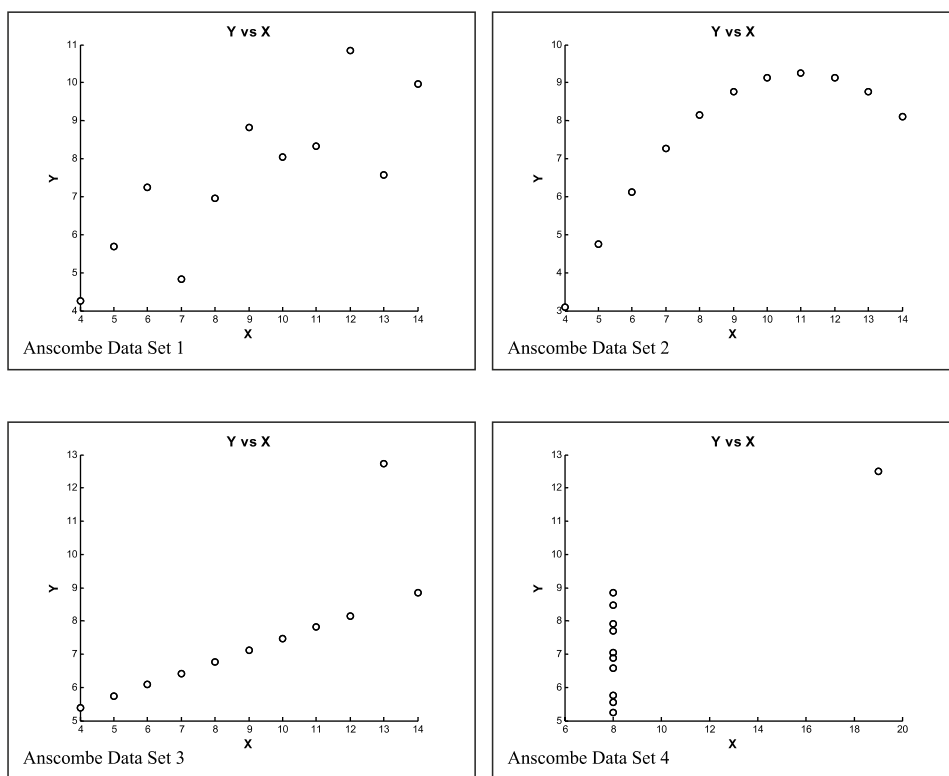 Y vs X
11
10
9
8
7
6
5
4
Y
4 5 6 7 8 9 10 11 12 13 14
X
Anscombe Data Set 1
Y vs X
10
9
8
7
6
5
4
3
Y
4 5 6 7 8 9 10 11 12 13 14
X
Anscombe Data Set 2
Y vs X
13
12
11
10
9
8
7
6
5
Y
4 5 6 7 8 9 10 11 12 13 14
X
Anscombe Data Set 3
Y vs X
13
12
11
10
9
8
7
6
5
Y
6 8 10 12 14 16 18 20
X
Anscombe Data Set 4